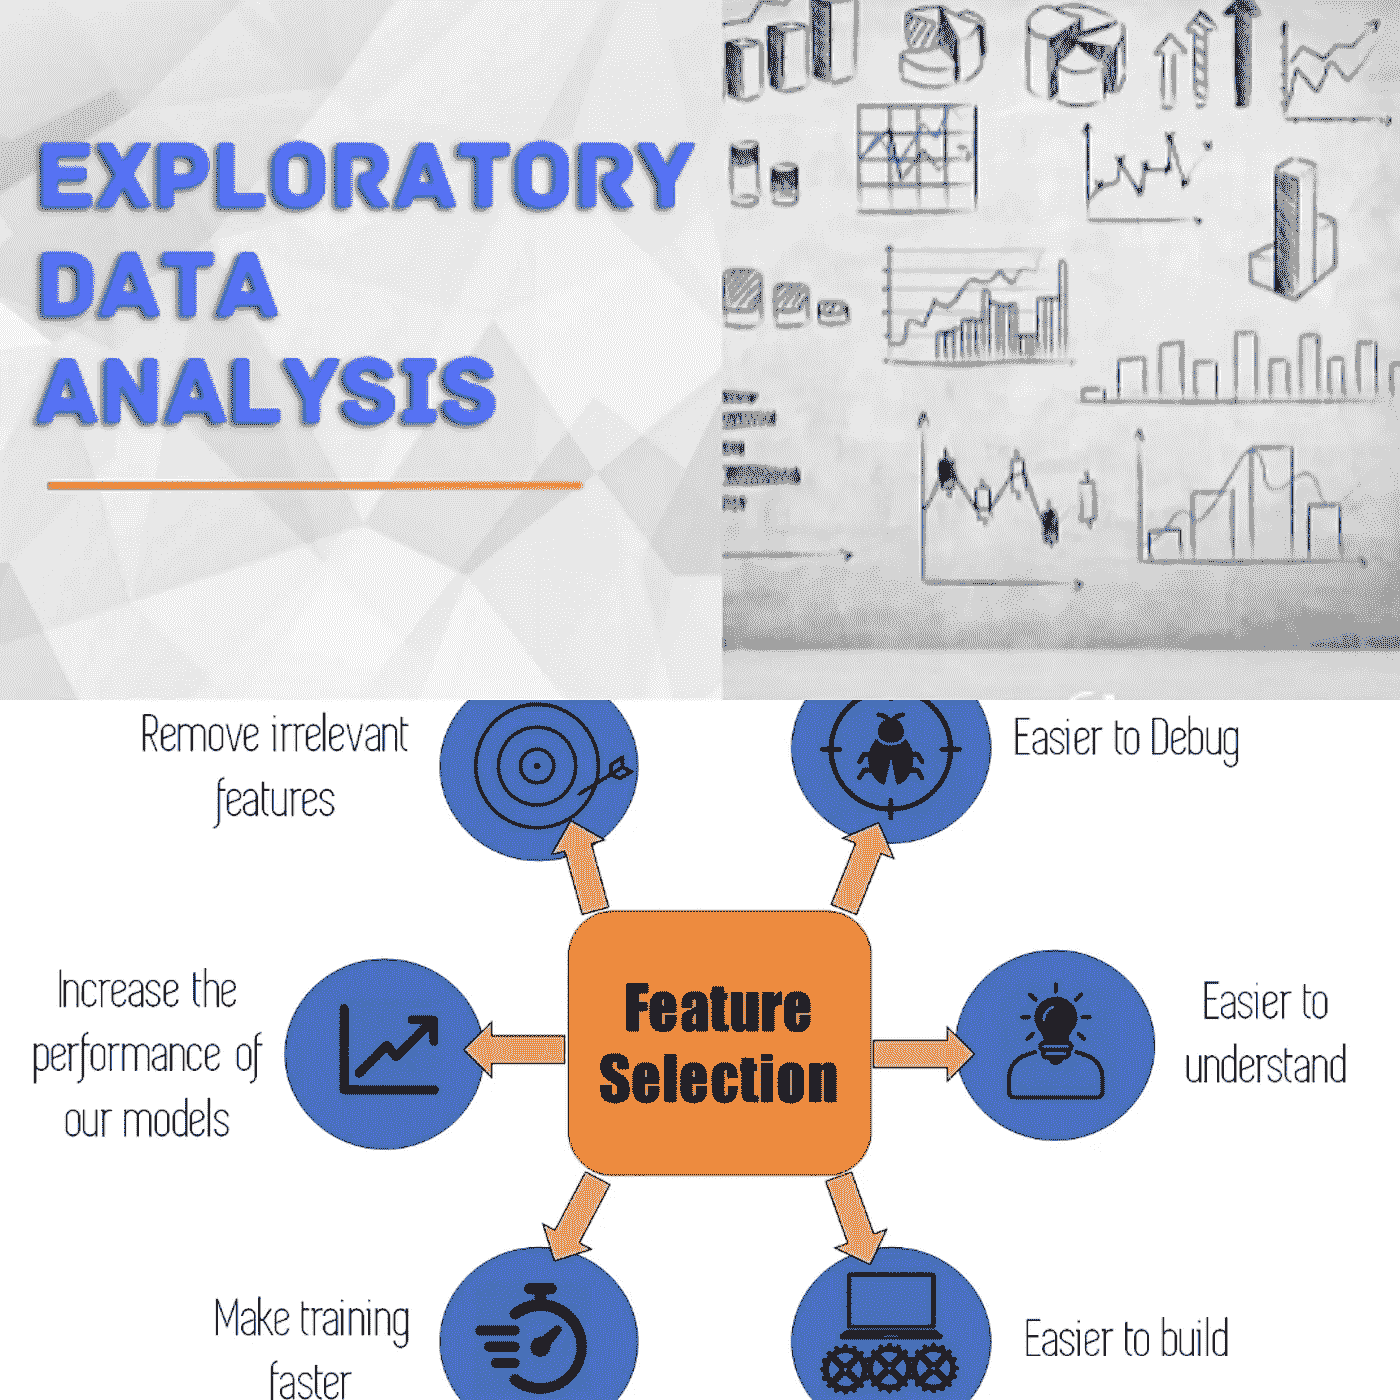 EXPLORATORY
DATA
ANALYSIS
Remove irrelevant
features
Easier to Debug
Increase the
performance of
our models
Feature
Selection
Easier to
understand
Make training
faster
Easier to build